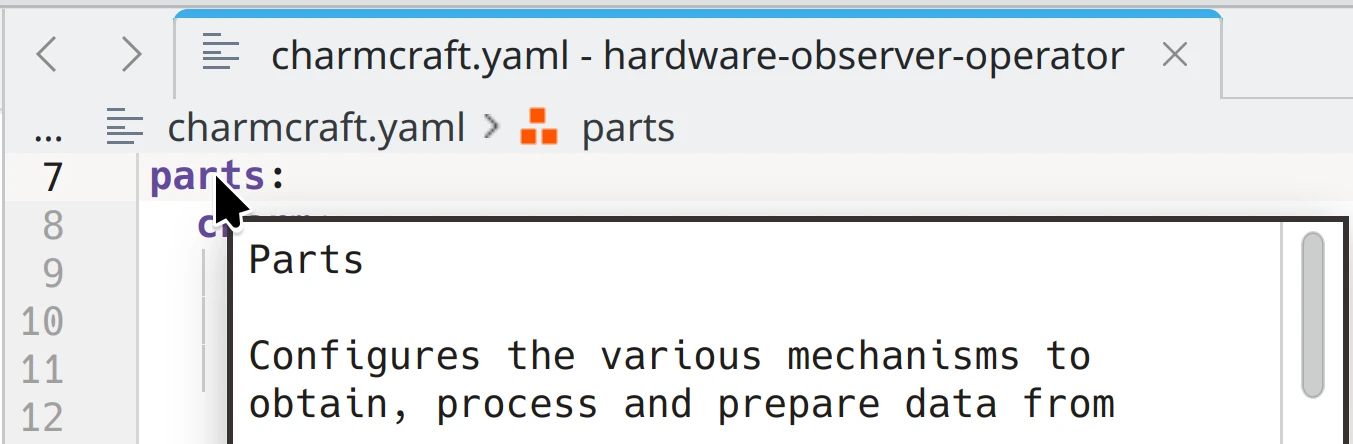 charmcraft.yaml - hardware-observer-operator
... charmcraft.yaml > parts
7 parts:
8
Parts
9
10
Configures the various mechanisms to
11
obtain, process and prepare data from
12